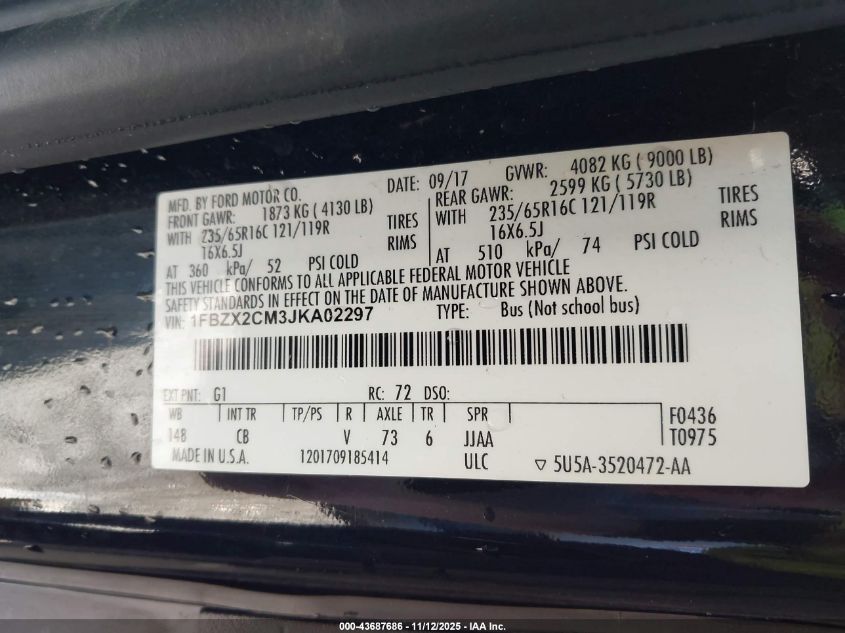 MFD. BY FORD MOTOR CO. DATE: 09/17 GVWR: 4082 KG ( 9000 LB)
FRONT GAWR: 1873 KG ( 4130 LB) REAR GAWR: 2599 KG ( 5730 LB)
WITH 235/65R16C 121/119R TIRES WITH 235/65R16C 121/119R TIRES
16X6.5J RIMS 16X6.5J RIMS
AT 360 kPa/ 52 PSI COLD AT 510 kPa/ 74 PSI COLD
THIS VEHICLE CONFORMS TO ALL APPLICABLE FEDERAL MOTOR VEHICLE
SAFETY STANDARDS IN EFFECT ON THE DATE OF MANUFACTURE SHOWN ABOVE.
VIN: 1FBZX2CM3JKA02297 TYPE: Bus (Not school bus)
EXT PNT: G1 RC: 72 DSO:
WB INT TR TP/PS R AXLE TR SPR F0436
148 CB V 73 6 JJAA T0975
MADE IN U.S.A. 1201709185414 ULC ▽ 5U5A-3520472-AA
000-43687686 - 11/12/2025 - IAA Inc.